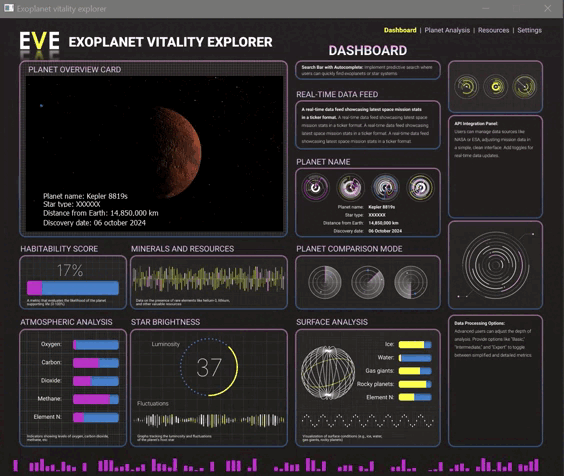 Exoplanet vitality explorer
EVE EXOPLANET VITALITY EXPLORER
Dashboard | Planet Analysis | Resources | Settings
DASHBOARD
PLANET OVERVIEW CARD
Planet name: Kepler 8819s
Star type: XXXXXX
Distance from Earth: 14,850,000 km
Discovery date: 06 october 2024
Search Bar with Autocomplete: Implement predictive search where
users can quickly find exoplanets or star systems
REAL-TIME DATA FEED
A real-time data feed showcasing latest space mission stats
in a ticker format. A real-time data feed showcasing latest space
mission stats in a ticker format. A real-time data feed showcasing
latest space mission stats in a ticker format. A real-time data feed
showcasing latest space mission stats in a ticker format.
PLANET NAME
Planet name: Kepler 8819s
Star type: XXXXXX
Distance from Earth: 14,850,000 km
Discovery date: 06 October 2024
API Integration Panel:
Users can manage data sources like
NASA or ESA, adjusting mission data in
a simple, clean interface. Add toggles for
real time data updates.
HABITABILITY SCORE
17%
A metric that evaluates the likelihood of the planet
supporting life (0-100%)
MINERALS AND RESOURCES
Data on the presence of rare elements like helium-3, lithium,
and other valuable resources
PLANET COMPARISON MODE
ATMOSPHERIC ANALYSIS
Oxygen:
Carbon:
Dioxide:
Methane:
Element N:
Indicators showing levels of oxygen, carbon dioxide,
methane, etc
STAR BRIGHTNESS
Luminosity
37
Fluctuations
Graphs tracking the luminosity and fluctuations
of the planet's host star
SURFACE ANALYSIS
Ice:
Water:
Gas giants:
Rocky planets:
Element N:
Visualization of surface conditions (e.g., ice, water,
gas giants, rocky planets)
Data Processing Options:
Advanced users can adjust the depth of
analysis. Provide options like "Basic,"
"Intermediate," and "Expert" to toggle
between simplified and detailed metrics.